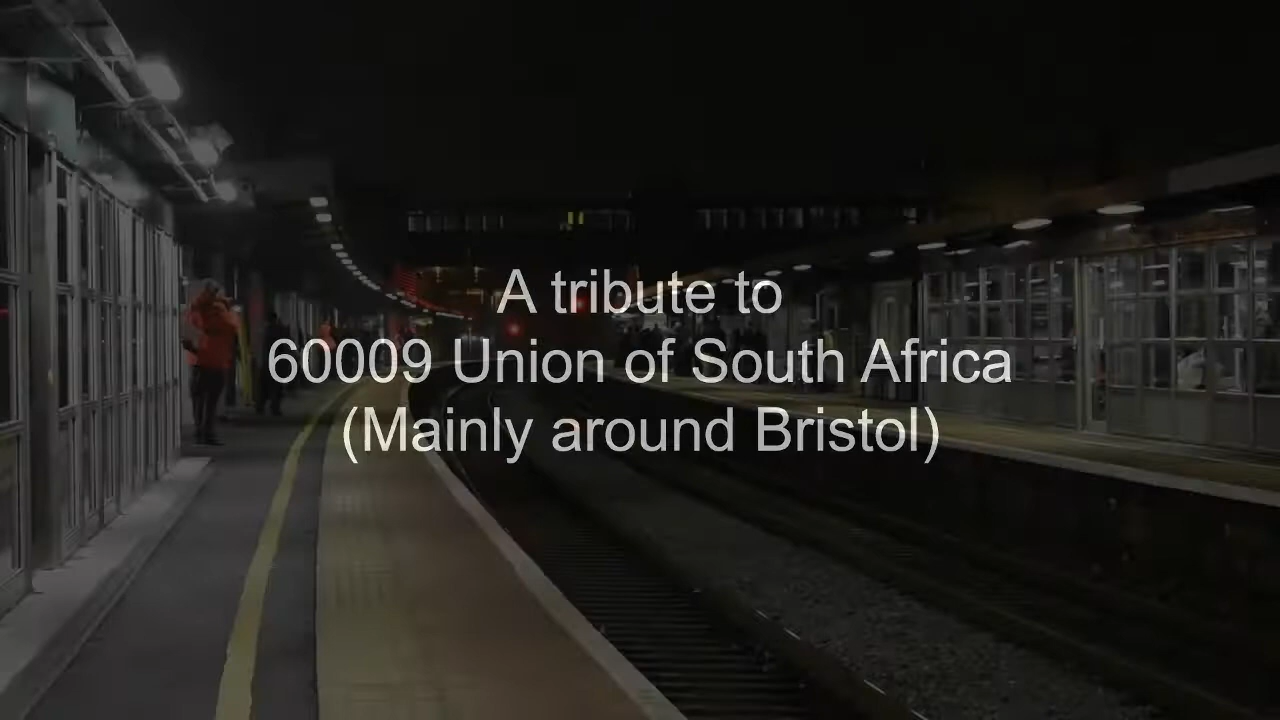 A tribute to
60009 Union of South Africa
(Mainly around Bristol)